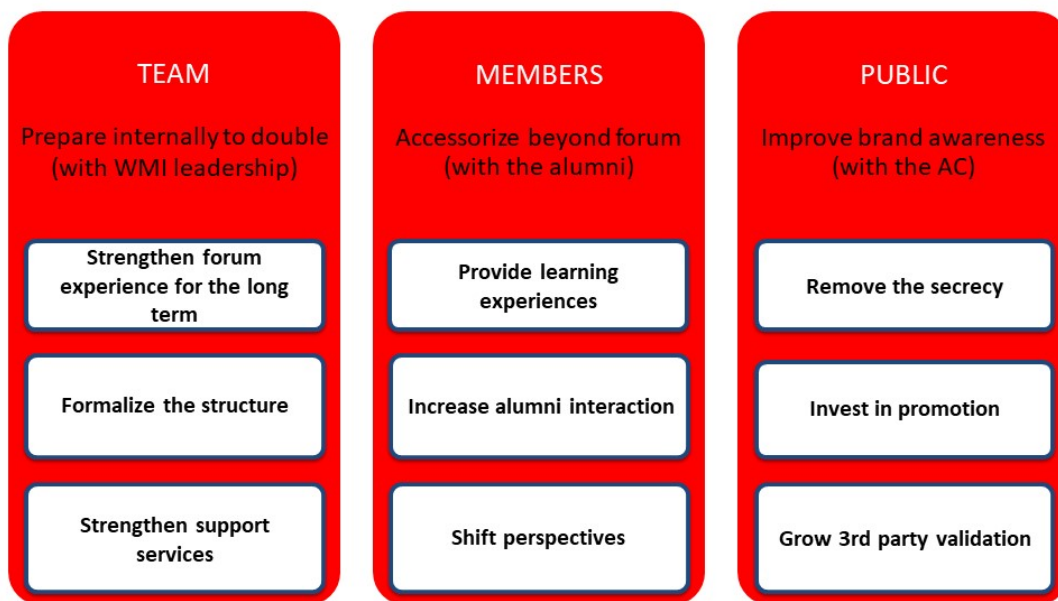 TEAM
Prepare internally to double
(with WMI leadership)
Strengthen forum
experience for the long
term
Formalize the structure
Strengthen support
services
MEMBERS
Accessorize beyond forum
(with the alumni)
Provide learning
experiences
Increase alumni interaction
Shift perspectives
PUBLIC
Improve brand awareness
(with the AC)
Remove the secrecy
Invest in promotion
Grow 3rd party validation